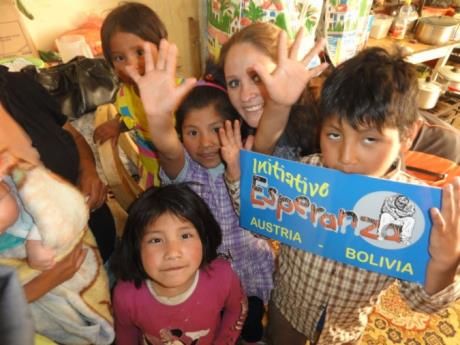 Initiative
Esperanza
AUSTRIA - BOLIVIA